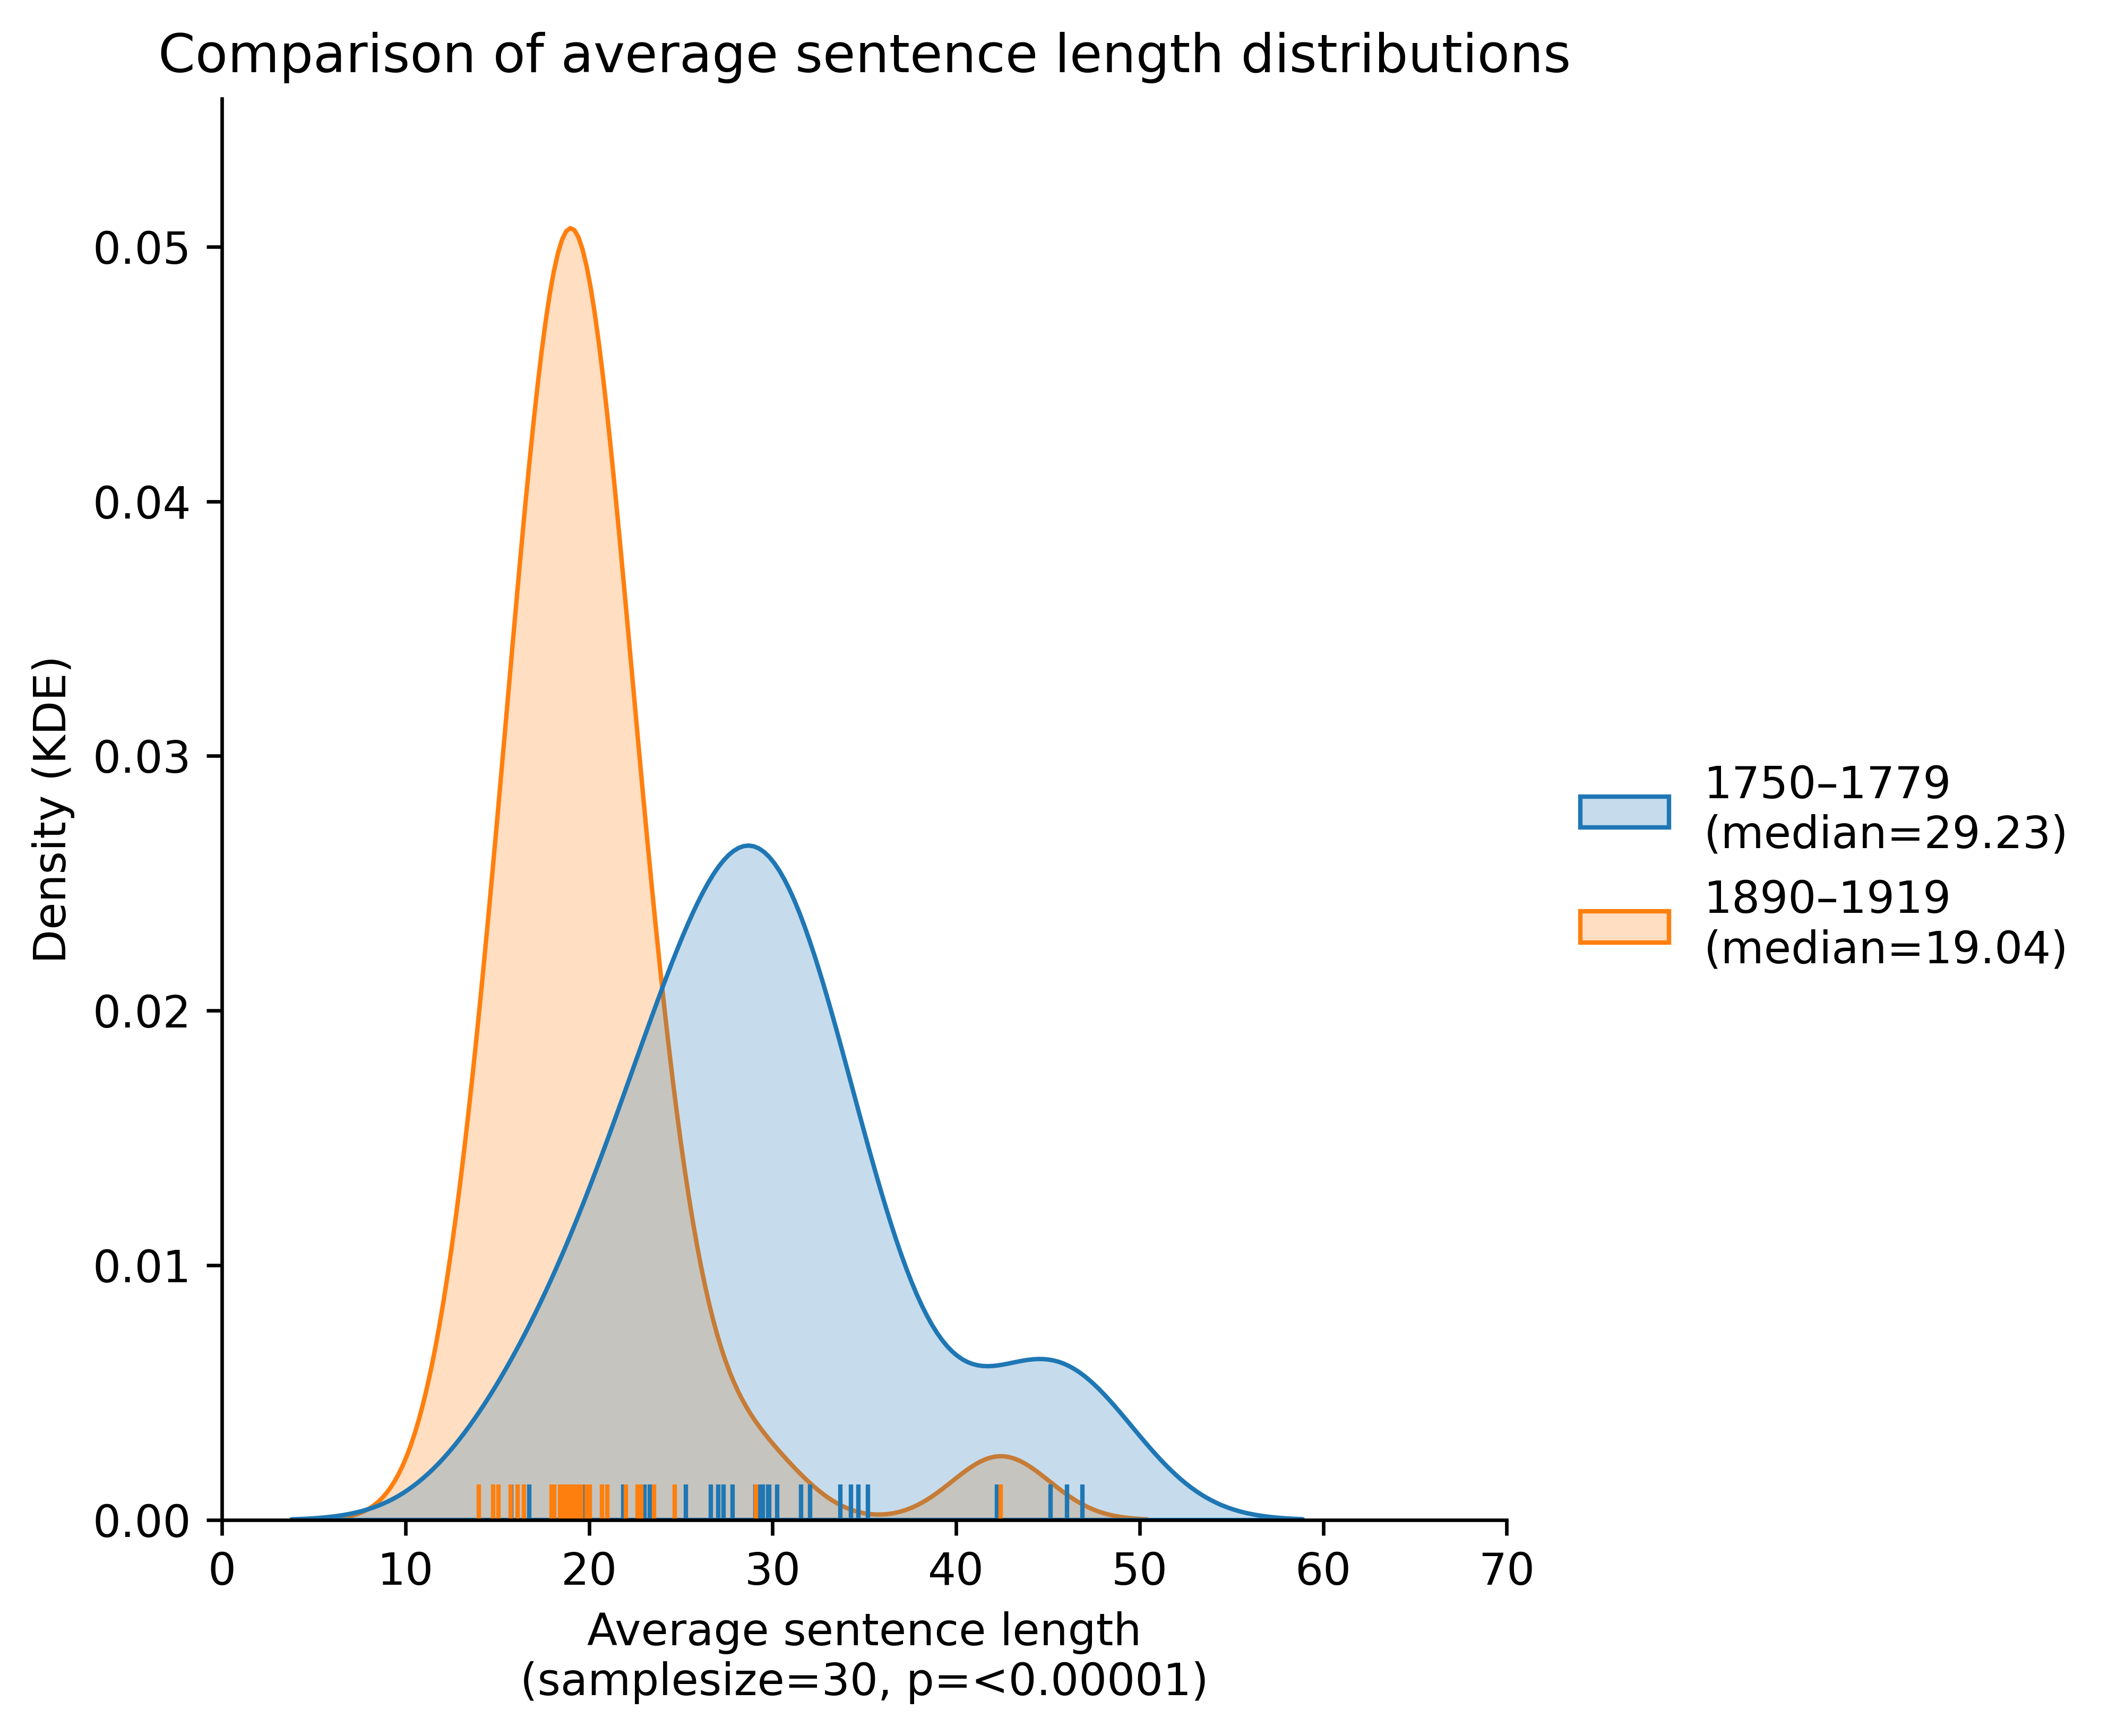 Comparison of average sentence length distributions
0.05
0.04
0.03
0.02
0.01
0.00
Density (KDE)
0 10 20 30 40 50 60 70
Average sentence length
(samplesize=30, p=<0.00001)
1750–1779
(median=29.23)
1890–1919
(median=19.04)